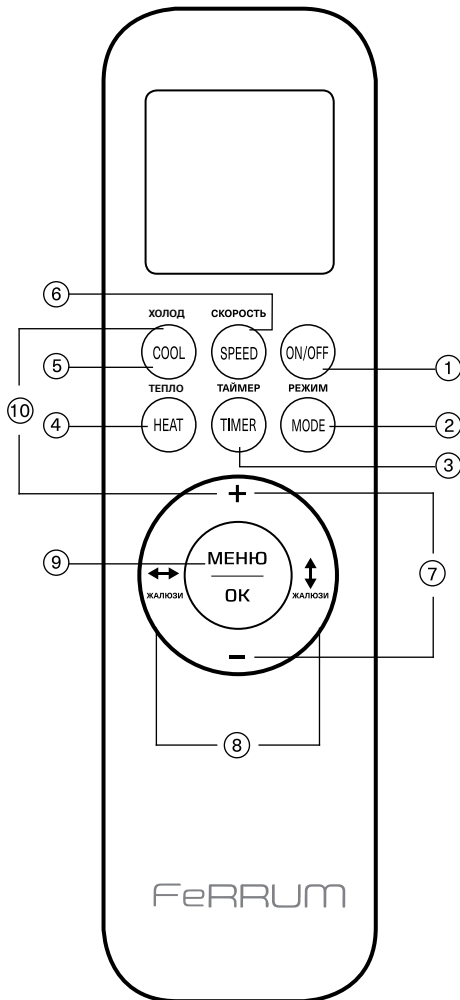 6
ХОЛОД СКОРОСТЬ
COOL SPEED ON/OFF
5 1
ТЕПЛО ТАЙМЕР РЕЖИМ
10
4 HEAT TIMER MODE 2
3
+
9 МЕНЮ 7
ЖАЛЮЗИ OK ЖАЛЮЗИ
−
8
FeRRUM